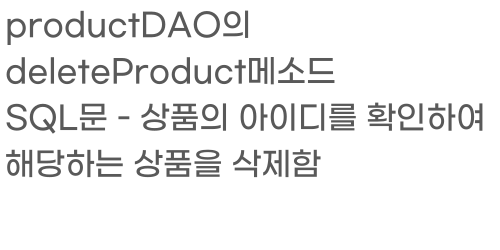 productDAO의
deleteProduct메소드
SQL문 - 상품의 아이디를 확인하여
해당하는 상품을 삭제함